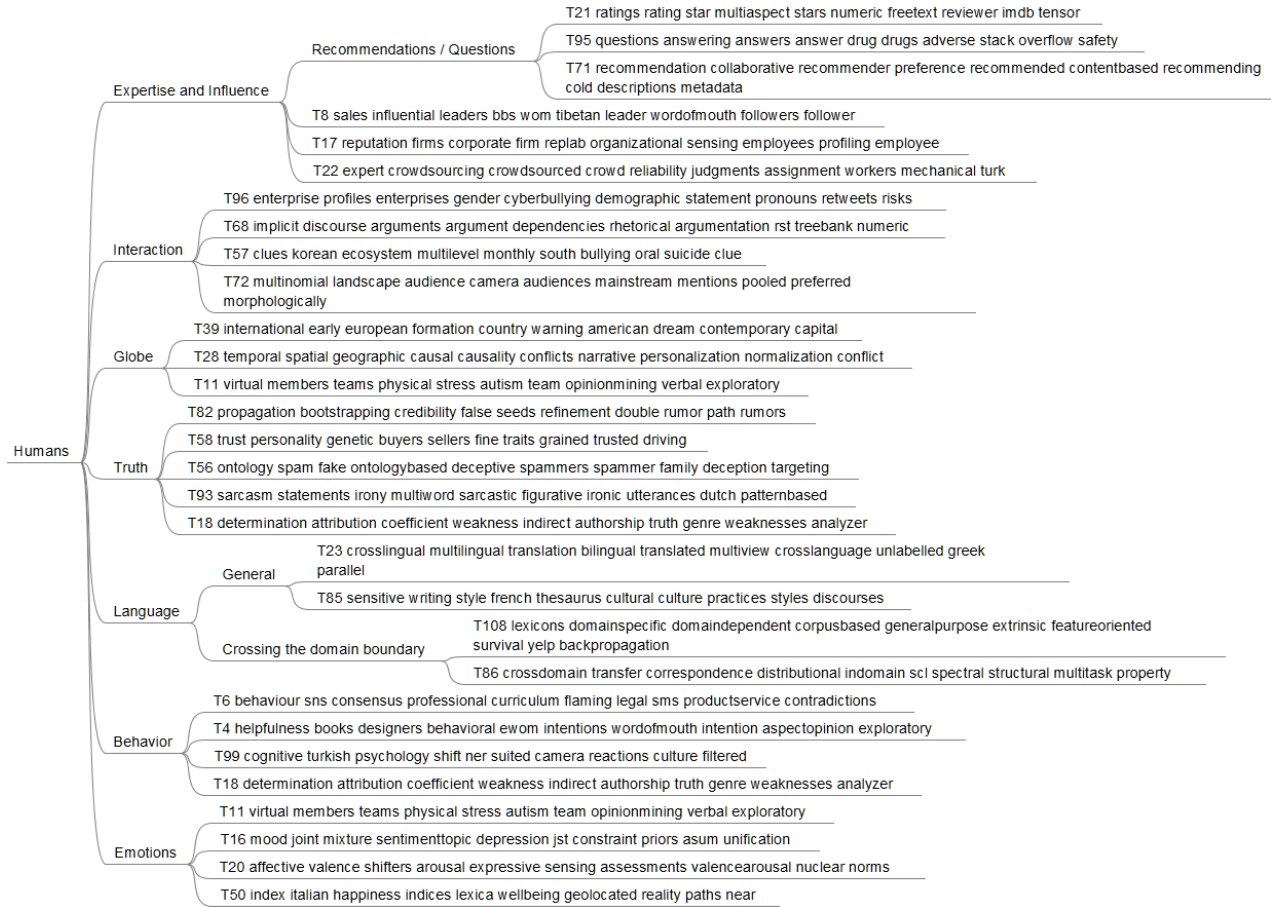 Humans
Expertise and Influence
Recommendations / Questions
T21 ratings rating star multiaspect stars numeric freetext reviewer imdb tensor
T95 questions answering answers answer drug drugs adverse stack overflow safety
T71 recommendation collaborative recommender preference recommended contentbased recommending
cold descriptions metadata
T8 sales influential leaders bbs wom tibetan leader wordofmouth followers follower
T17 reputation firms corporate firm replab organizational sensing employees profiling employee
T22 expert crowdsourcing crowdsourced crowd reliability judgments assignment workers mechanical turk
Interaction
T96 enterprise profiles enterprises gender cyberbullying demographic statement pronouns retweets risks
T68 implicit discourse arguments argument dependencies rhetorical argumentation rst treebank numeric
T57 clues korean ecosystem multilevel monthly south bullying oral suicide clue
T72 multinomial landscape audience camera audiences mainstream mentions pooled preferred
morphologically
Globe
T39 international early european formation country warning american dream contemporary capital
T28 temporal spatial geographic causal causality conflicts narrative personalization normalization conflict
T11 virtual members teams physical stress autism team opinionmining verbal exploratory
Truth
T82 propagation bootstrapping credibility false seeds refinement double rumor path rumors
T58 trust personality genetic buyers sellers fine traits grained trusted driving
T56 ontology spam fake ontologybased deceptive spammers spammer family deception targeting
T93 sarcasm statements irony multiword sarcastic figurative ironic utterances dutch patternbased
T18 determination attribution coefficient weakness indirect authorship truth genre weaknesses analyzer
Language
General
T23 crosslingual multilingual translation bilingual translated multiview crosslanguage unlabelled greek
parallel
T85 sensitive writing style french thesaurus cultural culture practices styles discourses
Crossing the domain boundary
T108 lexicons domainspecific domaindependent corpusbased generalpurpose extrinsic featureoriented
survival yelp backpropagation
T86 crossdomain transfer correspondence distributional indomain scl spectral structural multitask property
Behavior
T6 behaviour sns consensus professional curriculum flaming legal sms productservice contradictions
T4 helpfulness books designers behavioral ewom intentions wordofmouth intention aspectopinion exploratory
T99 cognitive turkish psychology shift ner suited camera reactions culture filtered
T18 determination attribution coefficient weakness indirect authorship truth genre weaknesses analyzer
Emotions
T11 virtual members teams physical stress autism team opinionmining verbal exploratory
T16 mood joint mixture sentimenttopic depression jst constraint priors asum unification
T20 affective valence shifters arousal expressive sensing assessments valencearousal nuclear norms
T50 index italian happiness indices lexica wellbeing geolocated reality paths near